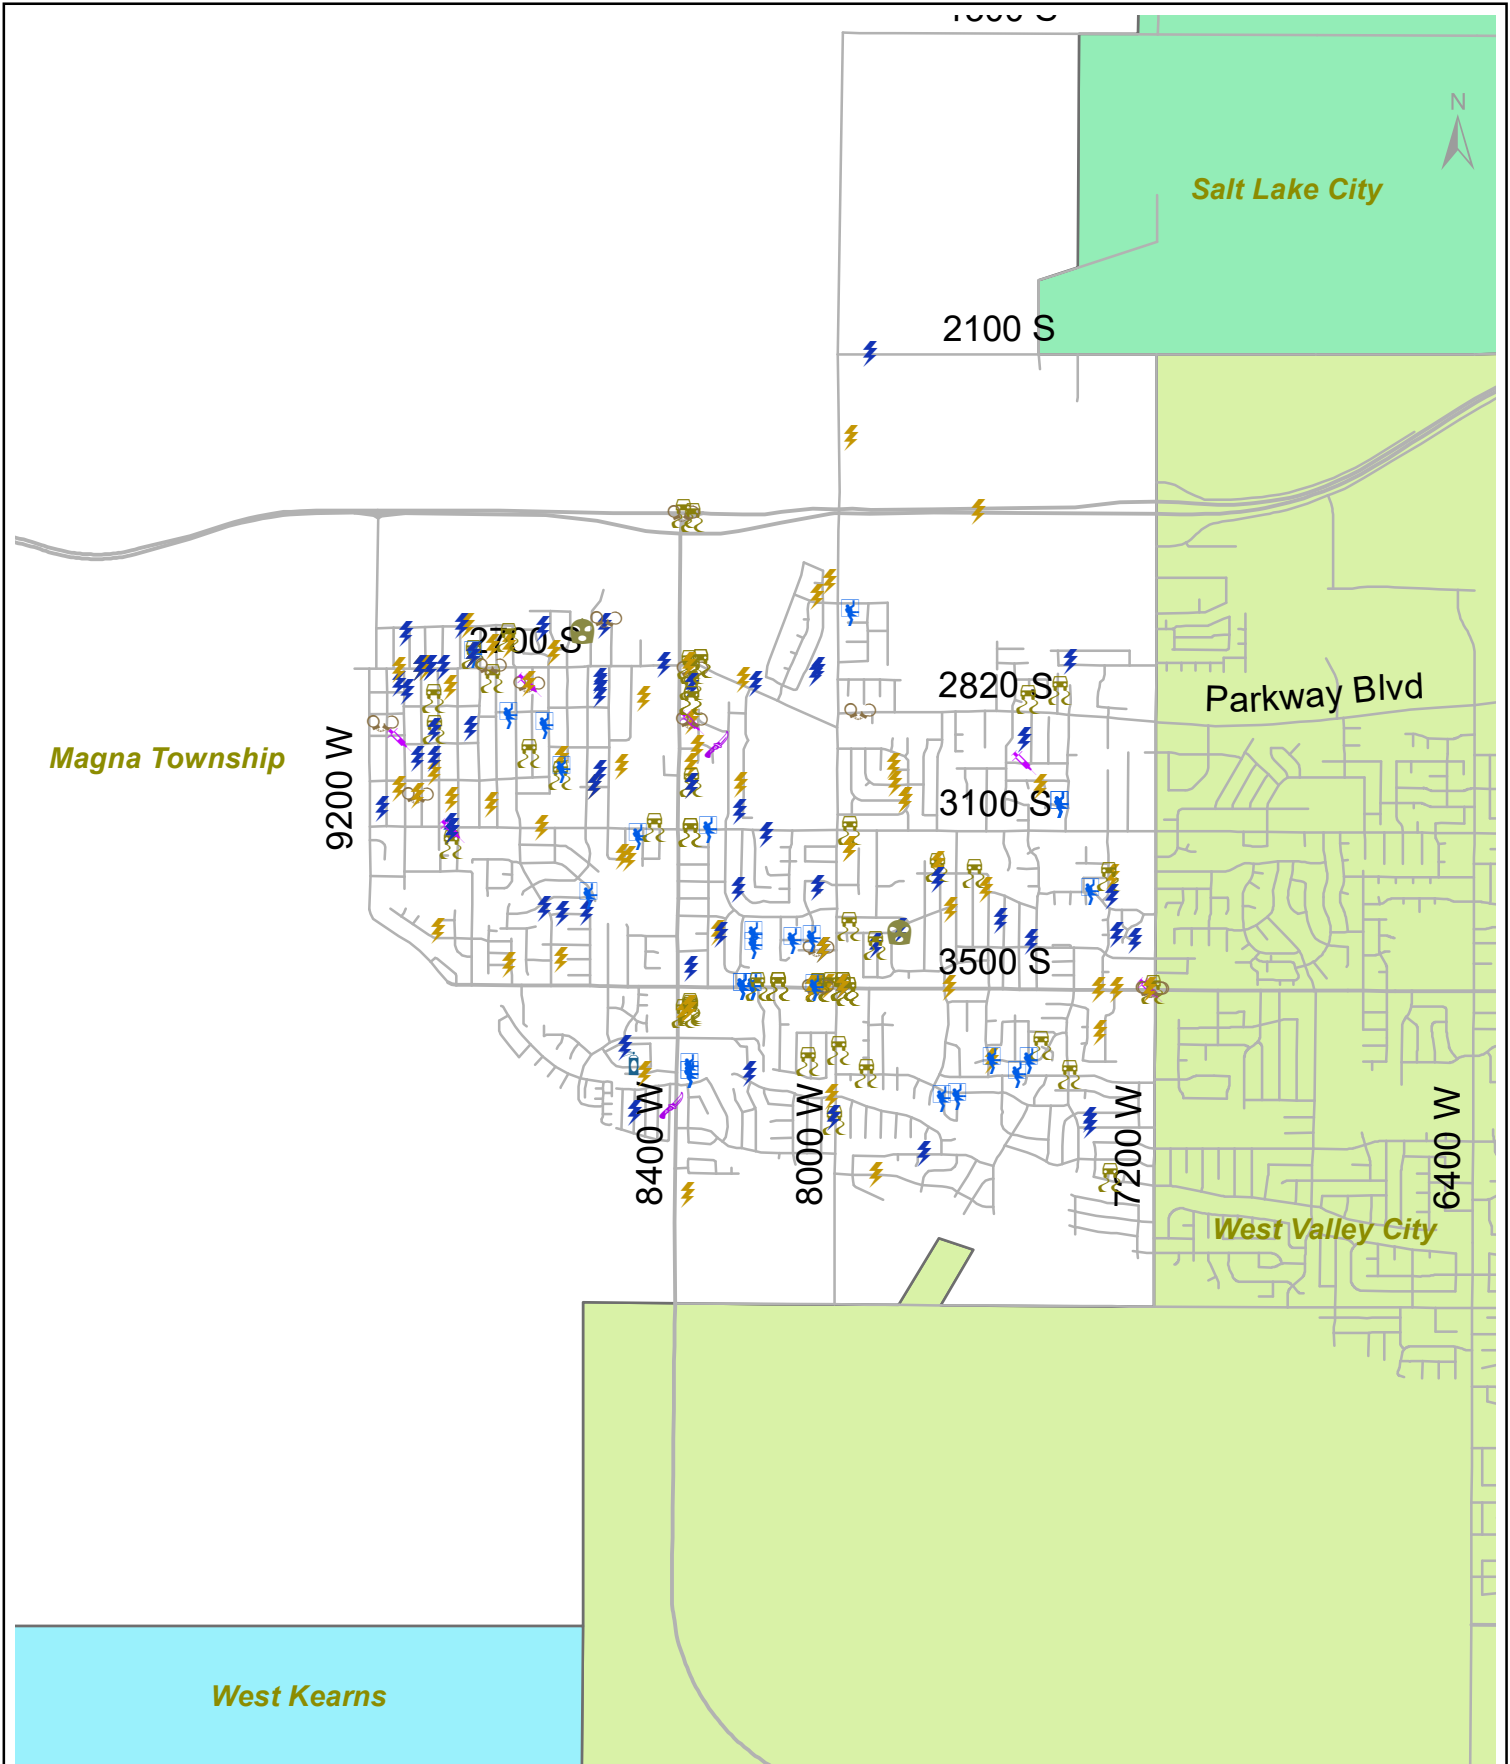 N
Salt Lake City
2100 S
2700 S
2820 S
Parkway Blvd
Magna Township
9200 W
3100 S
3500 S
8400 W
8000 W
7200 W
6400 W
West Valley City
West Kearns